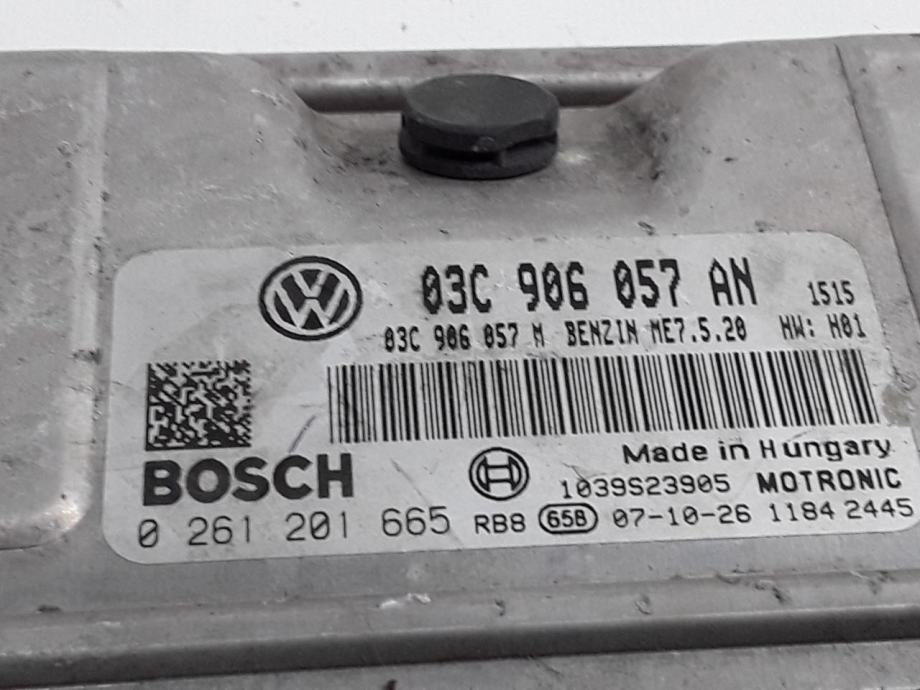 03C 906 057 AN 1515
03C 906 057 M BENZIN ME7.5.20 HW: H01
Made in Hungary
BOSCH 1039S23905 MOTRONIC
0 261 201 665 RB8 658 07-10-26 1184 2445